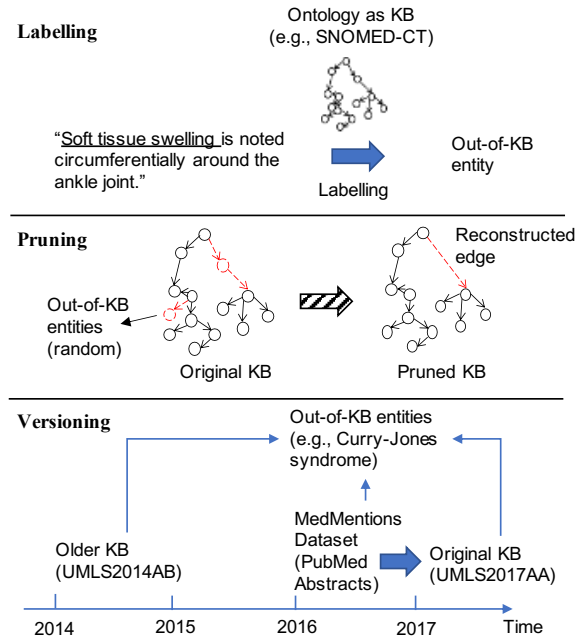 Labelling
Ontology as KB
(e.g., SNOMED-CT)
“Soft tissue swelling is noted
circumferentially around the
ankle joint.”
Labelling
Out-of-KB
entity
Pruning
Reconstructed
edge
Out-of-KB
entities
(random)
Original KB
Pruned KB
Versioning
Out-of-KB entities
(e.g., Curry-Jones
syndrome)
Older KB
(UMLS2014AB)
MedMentions
Dataset
(PubMed
Abstracts)
Original KB
(UMLS2017AA)
2014
2015
2016
2017
Time